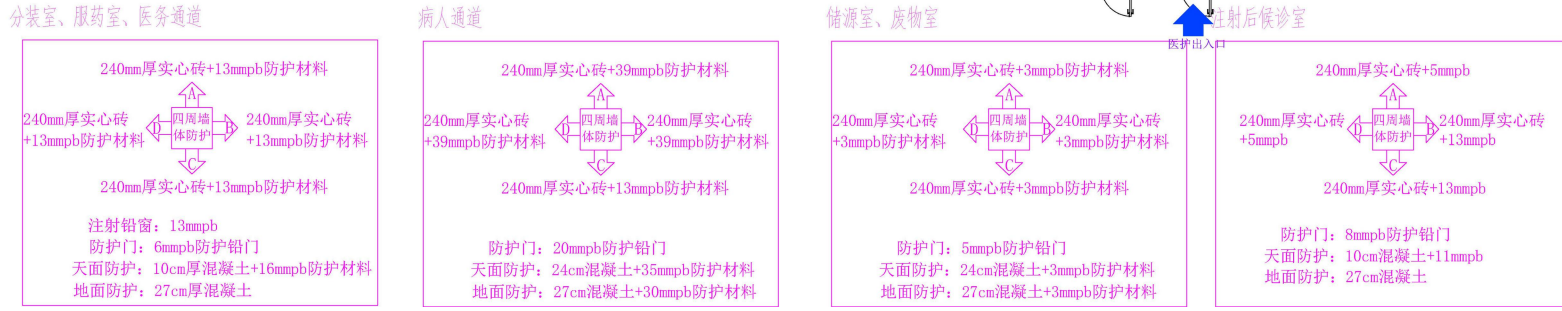 分装室、服药室、医务通道
240mm厚实心砖+13mmpb防护材料
A
240mm厚实心砖
+13mmpb防护材料
D
四周墙
体防护
B
240mm厚实心砖
+13mmpb防护材料
C
240mm厚实心砖+13mmpb防护材料
注射铅窗：13mmpb
防护门：6mmpb防护铅门
天面防护：10cm厚混凝土+16mmpb防护材料
地面防护：27cm厚混凝土
病人通道
240mm厚实心砖+39mmpb防护材料
A
240mm厚实心砖
+39mmpb防护材料
D
四周墙
体防护
B
240mm厚实心砖
+39mmpb防护材料
C
240mm厚实心砖+13mmpb防护材料
防护门：20mmpb防护铅门
天面防护：24cm混凝土+35mmpb防护材料
地面防护：27cm混凝土+30mmpb防护材料
储源室、废物室
240mm厚实心砖+3mmpb防护材料
A
240mm厚实心砖
+3mmpb防护材料
D
四周墙
体防护
B
240mm厚实心砖
+3mmpb防护材料
C
240mm厚实心砖+3mmpb防护材料
防护门：5mmpb防护铅门
天面防护：24cm混凝土+3mmpb防护材料
地面防护：27cm混凝土+3mmpb防护材料
医护出入口
注射后候诊室
240mm厚实心砖+5mmpb
A
240mm厚实心砖
+5mmpb
D
四周墙
体防护
B
240mm厚实心砖
+13mmpb
C
240mm厚实心砖+13mmpb
防护门：8mmpb防护铅门
天面防护：10cm混凝土+11mmpb
地面防护：27cm混凝土